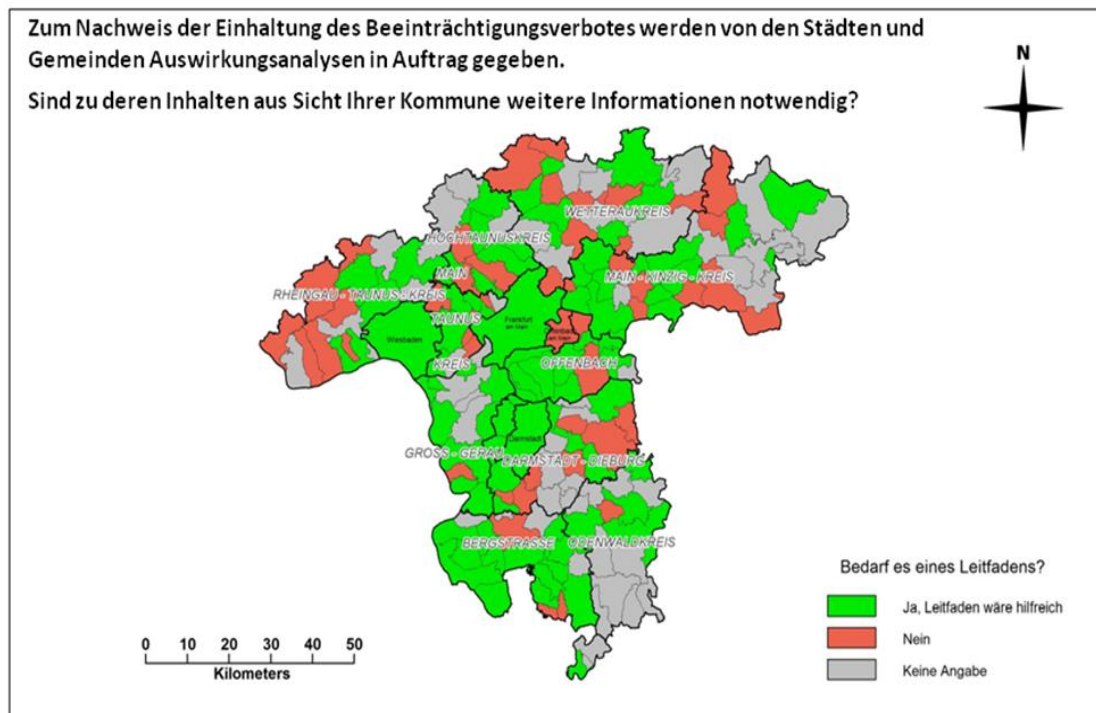 Zum Nachweis der Einhaltung des Beeinträchtigungsverbotes werden von den Städten und
Gemeinden Auswirkungsanalysen in Auftrag gegeben.
Sind zu deren Inhalten aus Sicht Ihrer Kommune weitere Informationen notwendig?
N
WETTERAUKREIS
HOCHTAUNUSKREIS
MAIN
MAIN - KINZIG - KREIS
RHEINGAU - TAUNUS - KREIS
TAUNUS
Frankfurt
am Main
Wiesbaden
am Main
KREIS
OFFENBACH
Darmstadt
GROSS - GERAU
DARMSTADT - DIEBURG
BERGSTRASSE
ODENWALDKREIS
Bedarf es eines Leitfadens?
Ja, Leitfaden wäre hilfreich
Nein
Keine Angabe
0 10 20 30 40 50
Kilometers